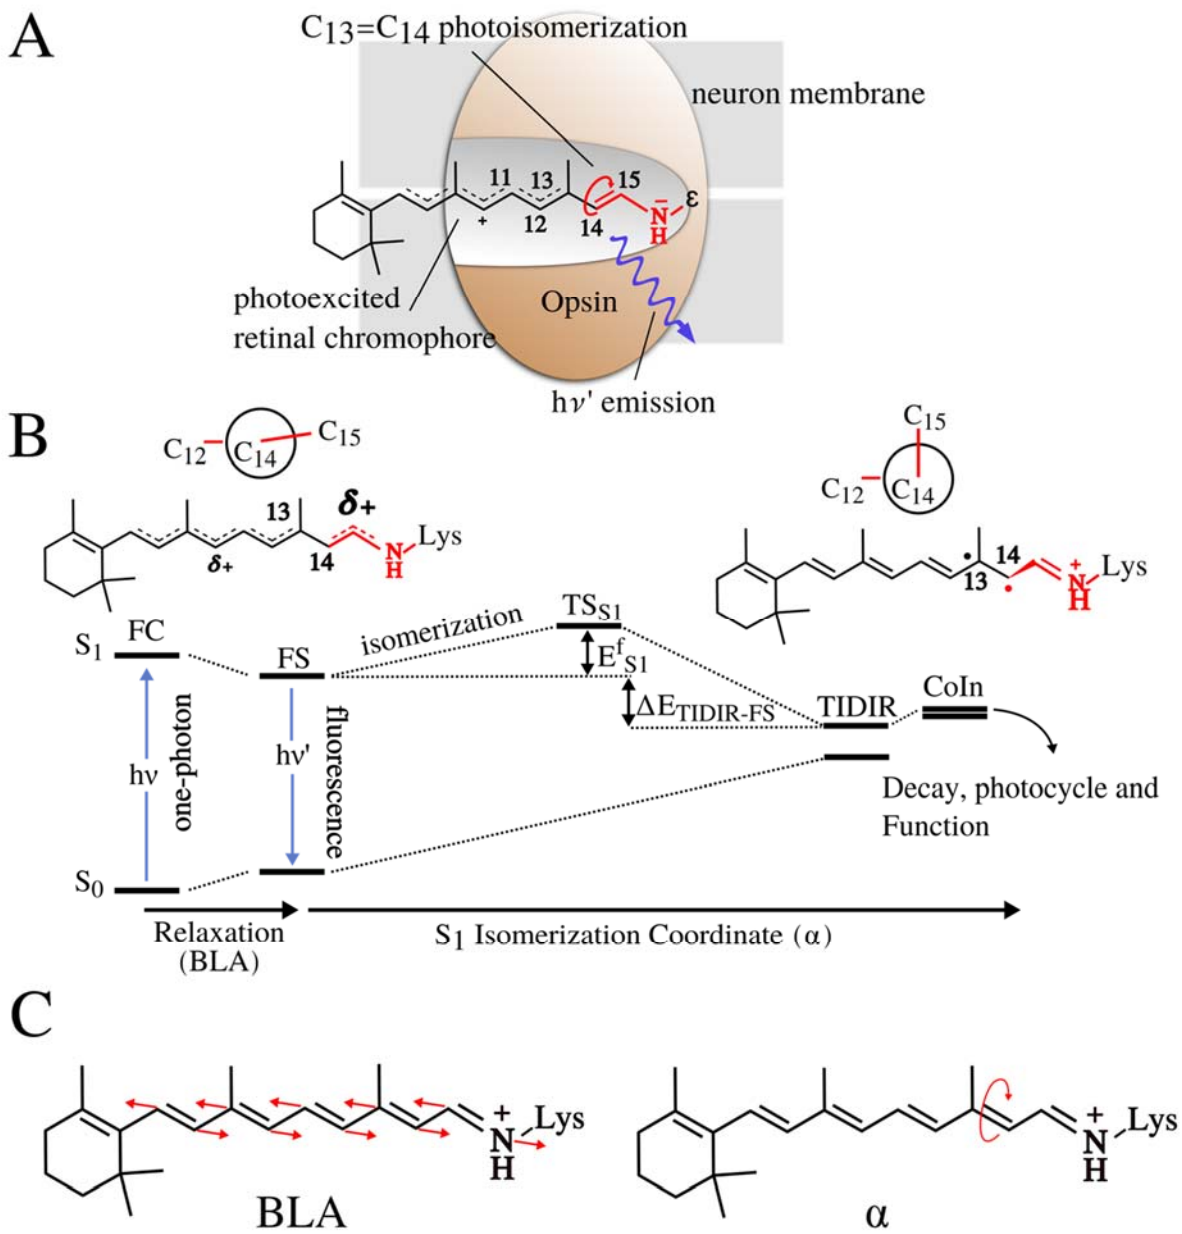 A
C13=C14 photoisomerization
neuron membrane
11 13 15
+ 12 14 N H ε
photoexcited
retinal chromophore
Opsin
hν' emission
B
C12 C14 C15
C15
C12 C14
13 δ+
δ+ 14 N H Lys
14
13 + N H Lys
S1 FC
FS
isomerization
TSS1
EfS1
ΔETIDIR-FS
TIDIR
CoIn
hν
one-photon
hν'
fluorescence
Decay, photocycle and
Function
S0
Relaxation
(BLA)
S1 Isomerization Coordinate (α)
C
+ N H Lys
BLA
+ N H Lys
α